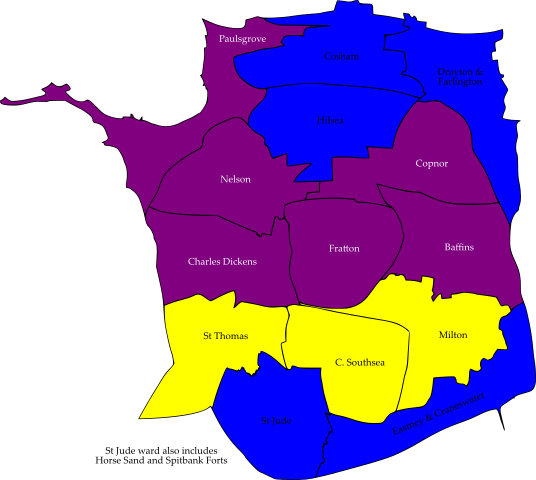 Paulsgrove
Cosham
Drayton &
Farlington
Hilsea
Copnor
Nelson
Baffins
Fratton
Charles Dickens
St Thomas
Milton
C. Southsea
Eastney & Craneswater
St Jude
St Jude ward also includes
Horse Sand and Spitbank Forts